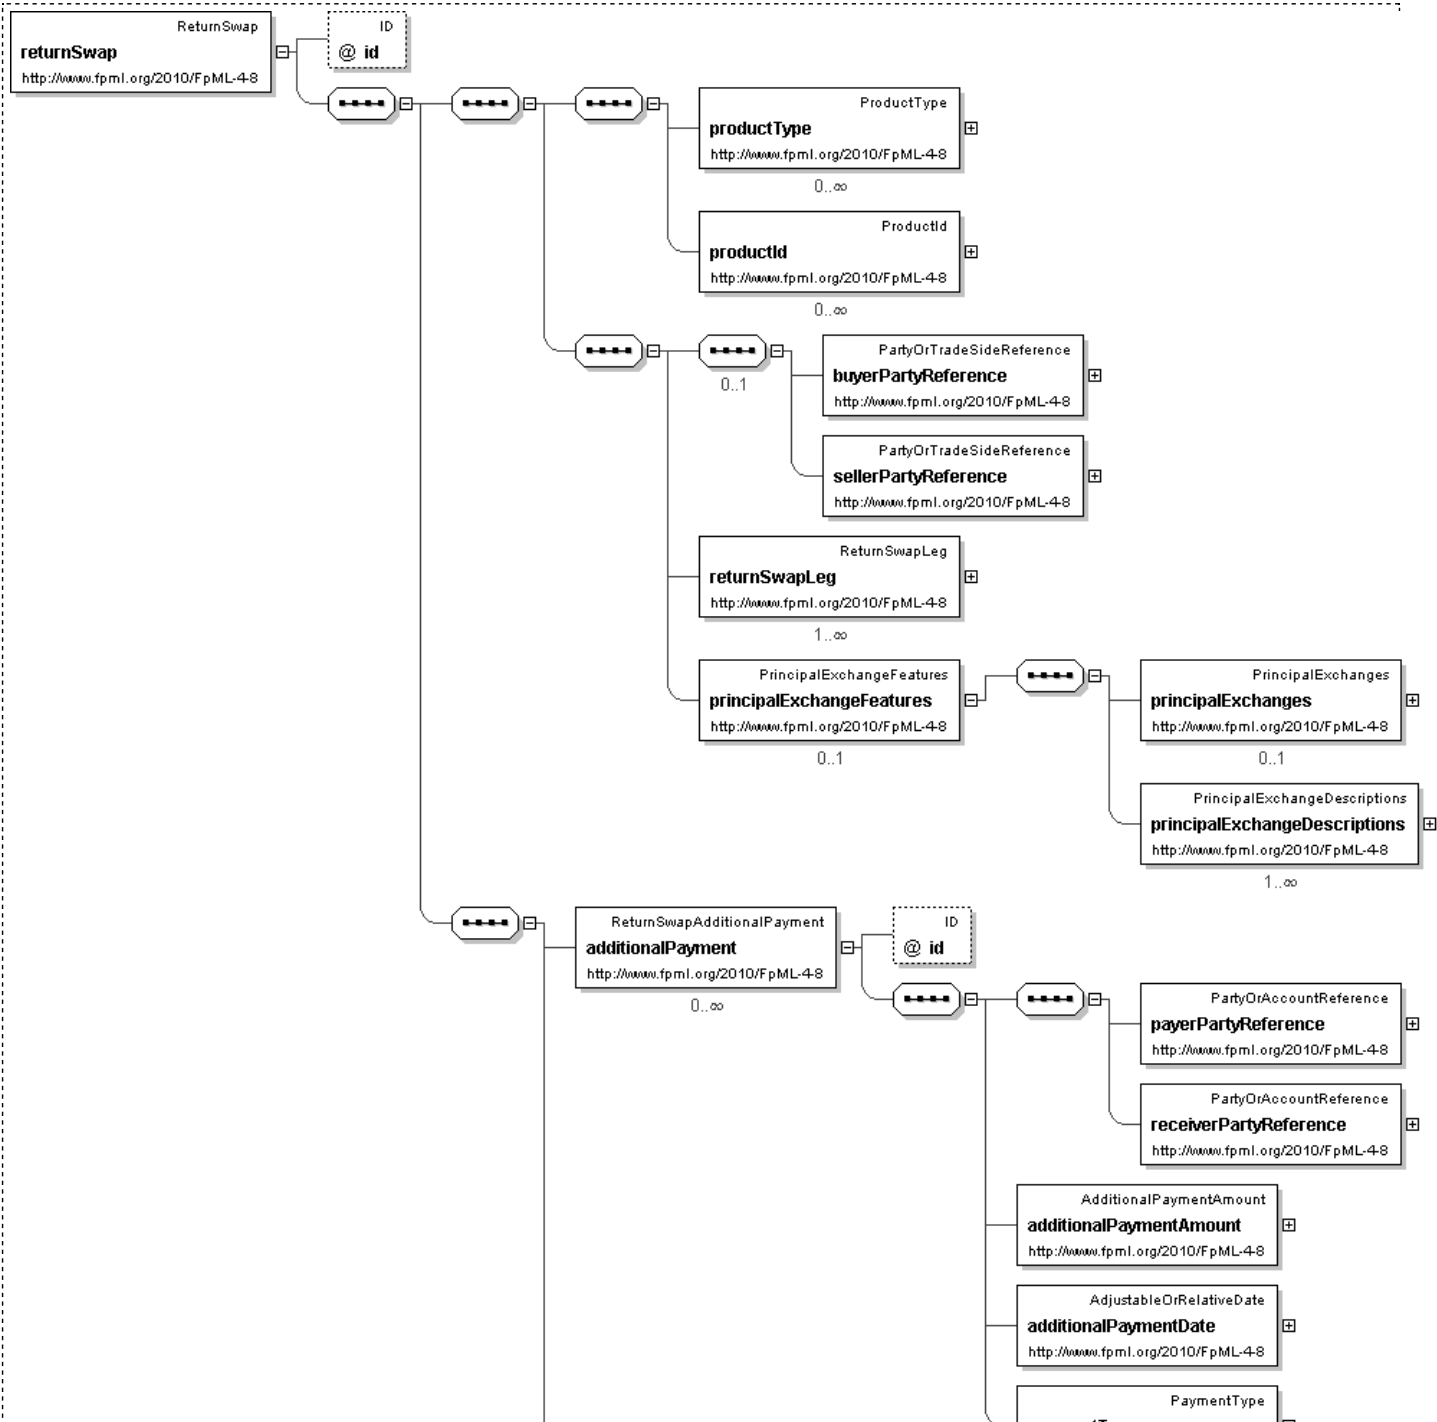 ReturnSwap
returnSwap
http://www.fpml.org/2010/FpML-4-8
ID
@ id
ProductType
productType
http://www.fpml.org/2010/FpML-4-8
0..∞
ProductId
productId
http://www.fpml.org/2010/FpML-4-8
0..∞
PartyOrTradeSideReference
buyerPartyReference
http://www.fpml.org/2010/FpML-4-8
0..1
PartyOrTradeSideReference
sellerPartyReference
http://www.fpml.org/2010/FpML-4-8
ReturnSwapLeg
returnSwapLeg
http://www.fpml.org/2010/FpML-4-8
1..∞
PrincipalExchangeFeatures
principalExchangeFeatures
http://www.fpml.org/2010/FpML-4-8
0..1
PrincipalExchanges
principalExchanges
http://www.fpml.org/2010/FpML-4-8
0..1
PrincipalExchangeDescriptions
principalExchangeDescriptions
http://www.fpml.org/2010/FpML-4-8
1..∞
ReturnSwapAdditionalPayment
additionalPayment
http://www.fpml.org/2010/FpML-4-8
0..∞
ID
@ id
PartyOrAccountReference
payerPartyReference
http://www.fpml.org/2010/FpML-4-8
PartyOrAccountReference
receiverPartyReference
http://www.fpml.org/2010/FpML-4-8
AdditionalPaymentAmount
additionalPaymentAmount
http://www.fpml.org/2010/FpML-4-8
AdjustableOrRelativeDate
additionalPaymentDate
http://www.fpml.org/2010/FpML-4-8
PaymentType